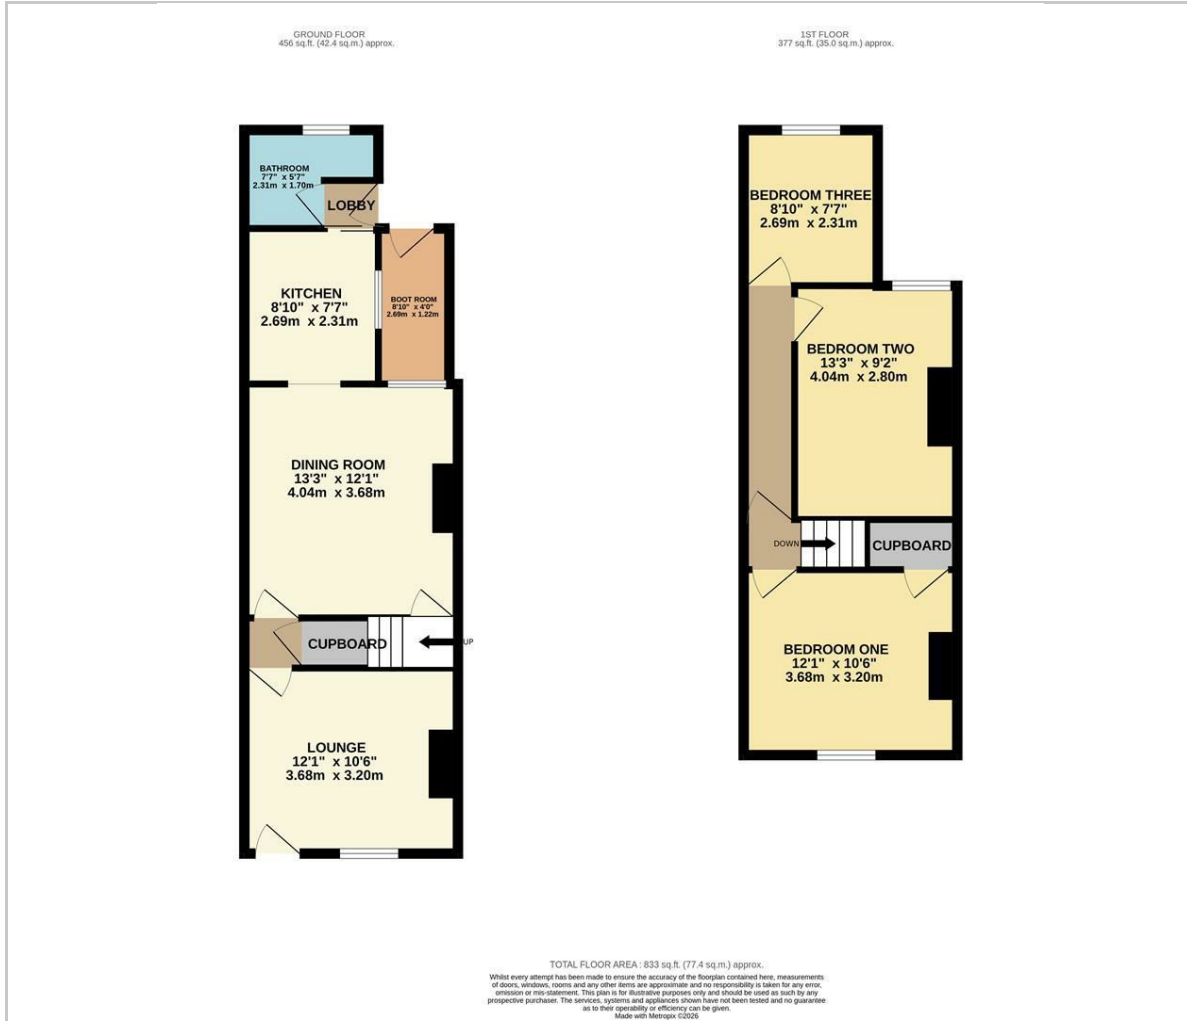 GROUND FLOOR
456 sq.ft. (42.4 sq.m.) approx.
1ST FLOOR
377 sq.ft. (35.0 sq.m.) approx.
BATHROOM
7'7" x 5'7"
2.31m x 1.70m
LOBBY
KITCHEN
8'10" x 7'7"
2.69m x 2.31m
BOOT ROOM
8'10" x 4'0"
2.69m x 1.22m
DINING ROOM
13'3" x 12'1"
4.04m x 3.68m
CUPBOARD
UP
LOUNGE
12'1" x 10'6"
3.68m x 3.20m
BEDROOM THREE
8'10" x 7'7"
2.69m x 2.31m
BEDROOM TWO
13'3" x 9'2"
4.04m x 2.80m
DOWN
CUPBOARD
BEDROOM ONE
12'1" x 10'6"
3.68m x 3.20m
TOTAL FLOOR AREA : 833 sq.ft. (77.4 sq.m.) approx.
Whilst every attempt has been made to ensure the accuracy of the floorplan contained here, measurements
of doors, windows, rooms and any other items are approximate and no responsibility is taken for any error,
omission or mis-statement. This plan is for illustrative purposes only and should be used as such by any
prospective purchaser. The services, systems and appliances shown have not been tested and no guarantee
as to their operability or efficiency can be given.
Made with Metropix ©2026